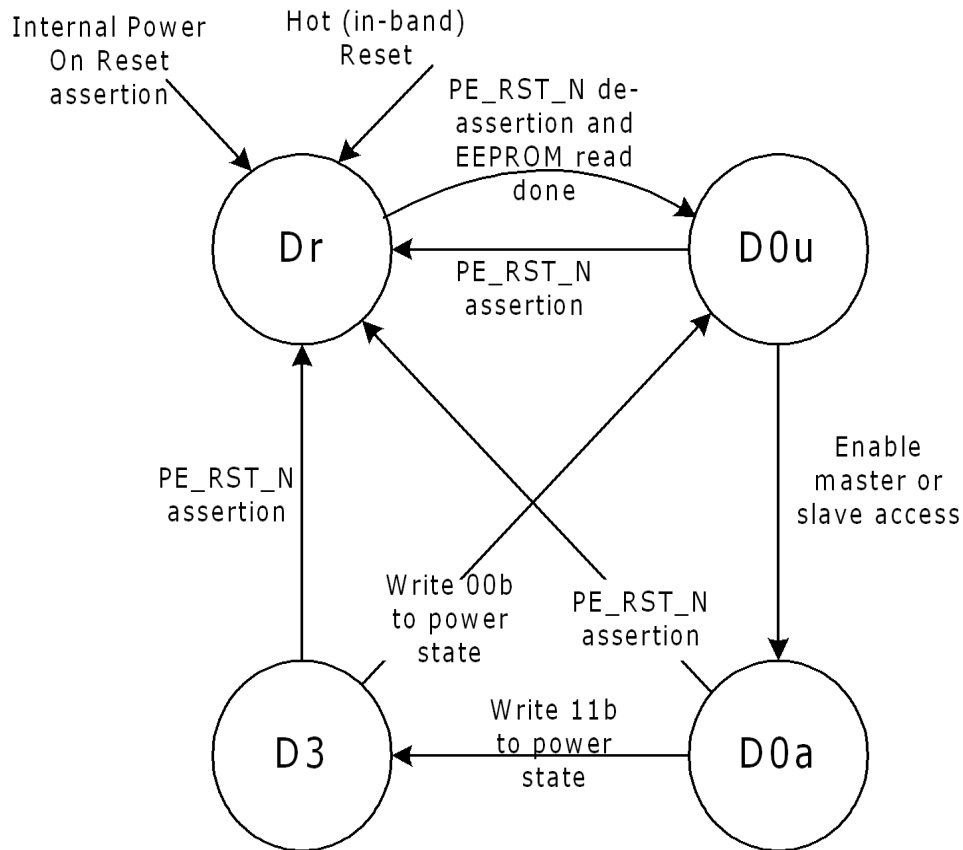 Internal Power
On Reset
assertion
Hot (in-band)
Reset
PE_RST_N de-
assertion and
EEPROM read
done
Dr
D0u
PE_RST_N
assertion
PE_RST_N
assertion
Enable
master or
slave access
Write 00b
to power
state
PE_RST_N
assertion
D3
Write 11b
to power
state
D0a